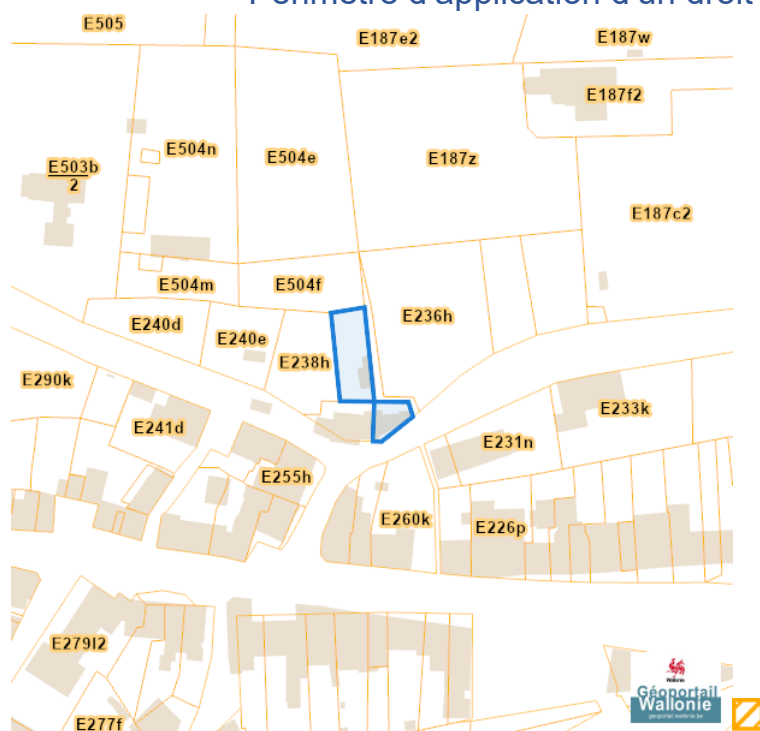 Périmètre d'application d'un droit
E505
E187e2
E187w
E187f2
E504n
E504e
E187z
E503b
2
E187c2
E504m
E504f
E240d
E240e
E236h
E238h
E290k
E241d
E233k
E231n
E255h
E260k
E226p
E279l2
E277f
Wallonie
Géoportail
Wallonie
geoportail.wallonie.be